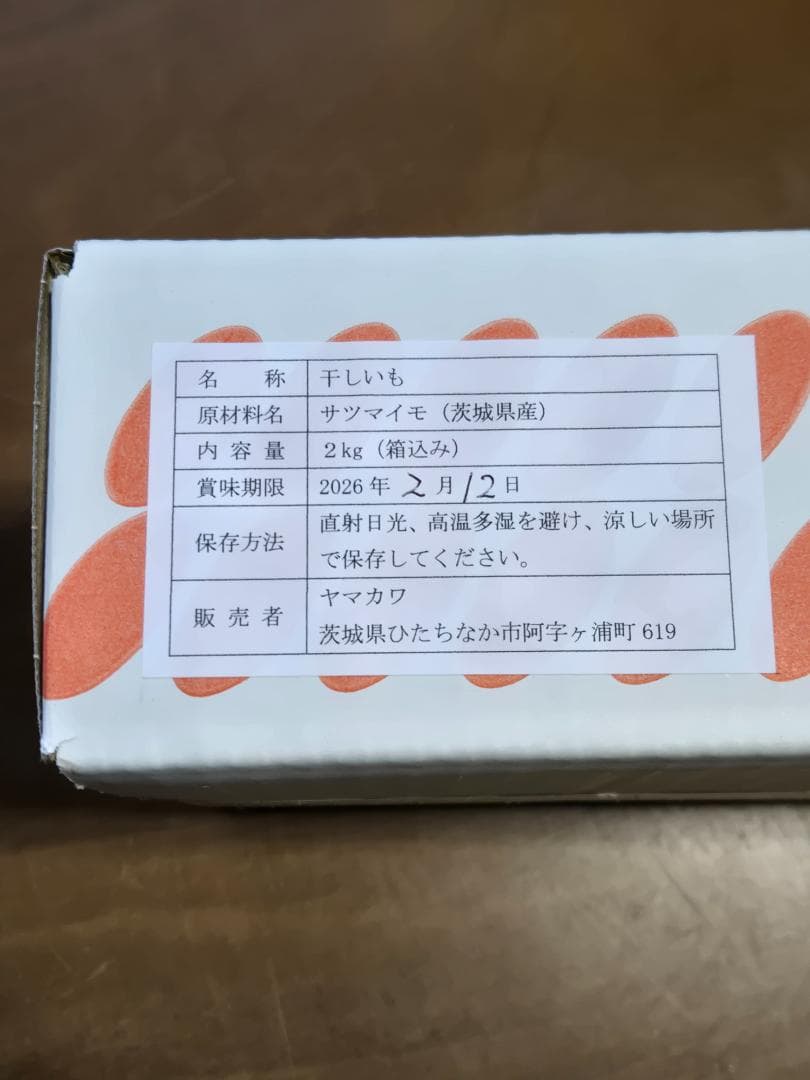 名 称 干しいも
原材料名 サツマイモ（茨城県産）
内 容 量 ２kg（箱込み）
賞味期限 2026 年 2 月 12 日
保存方法 直射日光、高温多湿を避け、涼しい場所
で保存してください。
販 売 者 ヤマカワ
茨城県ひたちなか市阿字ヶ浦町 619